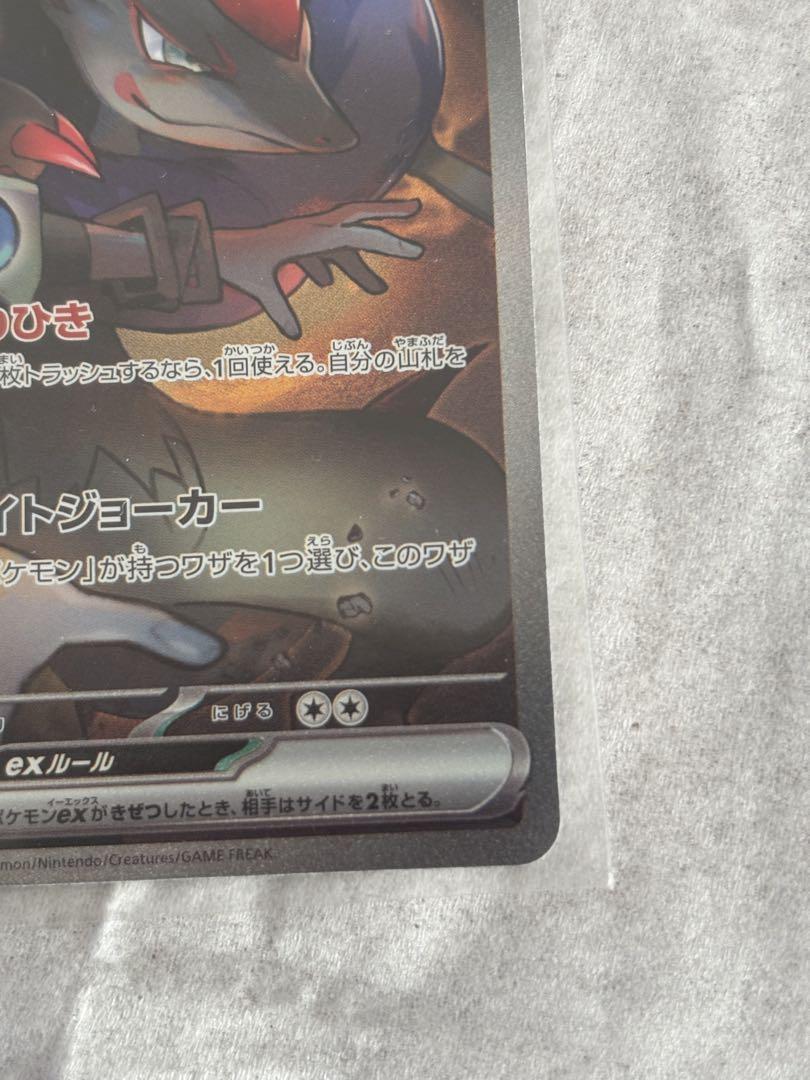 ひき
枚トラッシュするなら、1回使える。自分の山札を
イトジョーカー
ケモン」が持つワザを1つ選び、このワザ
にげる
exルール
ポケモンexがきぜつしたとき、相手はサイドを2枚とる。
mon/Nintendo/Creatures/GAME FREAK